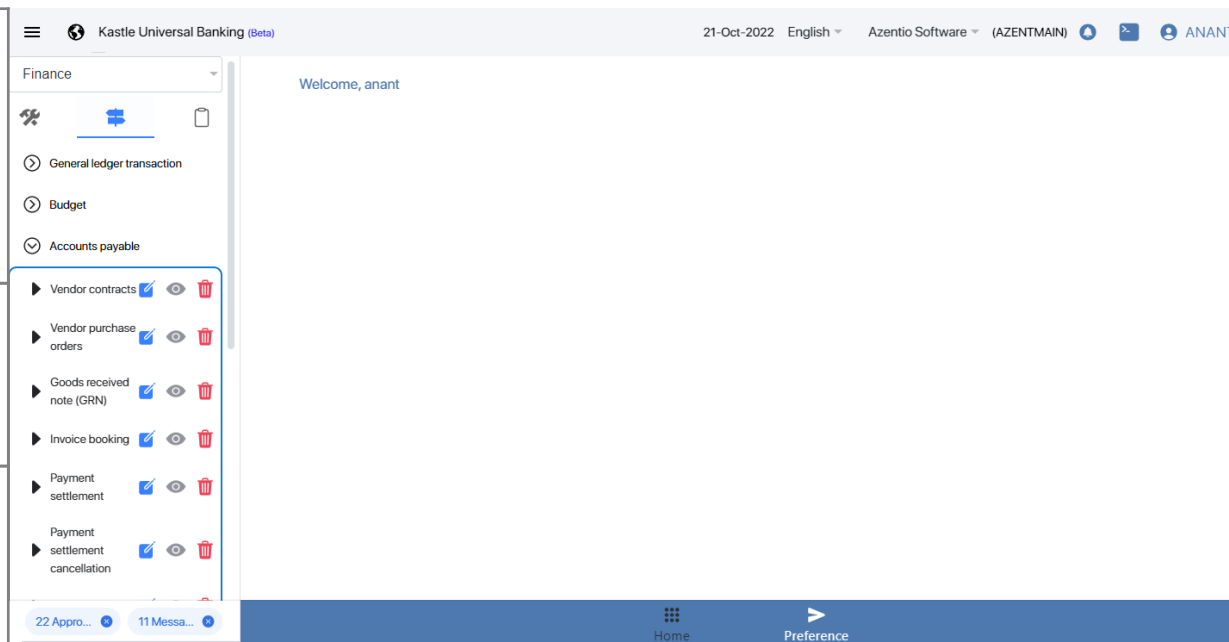 Kastle Universal Banking (Beta)
21-Oct-2022 English Azentio Software (AZENTMAIN) ANANT
Finance
Welcome, anant
General ledger transaction
Budget
Accounts payable
Vendor contracts
Vendor purchase
orders
Goods received
note (GRN)
Invoice booking
Payment
settlement
Payment
settlement
cancellation
22 Appro...
11 Messa...
Home
Preference